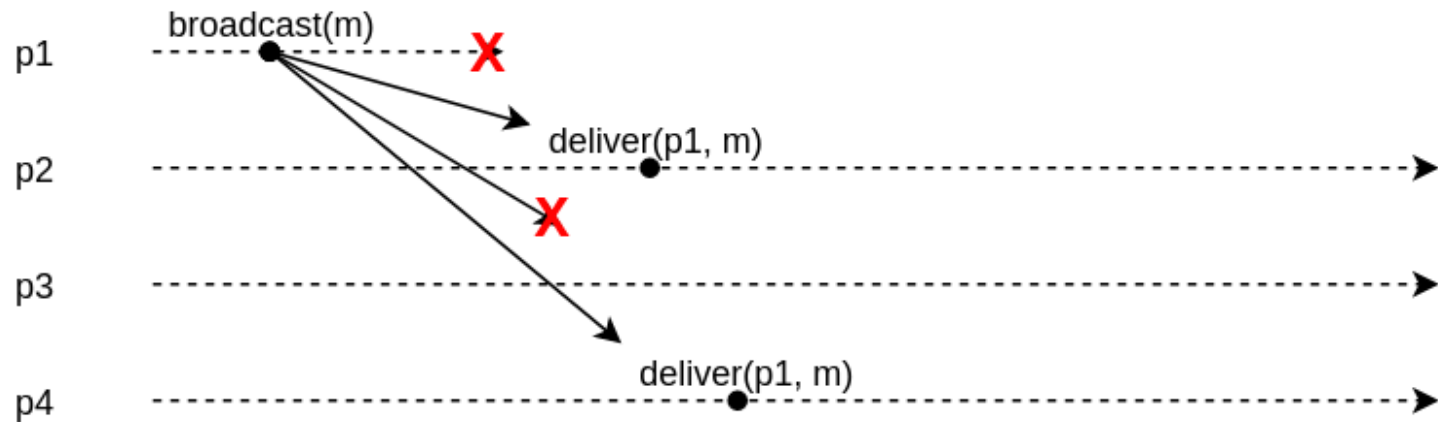 broadcast(m)
p1
X
deliver(p1, m)
p2
X
p3
deliver(p1, m)
p4